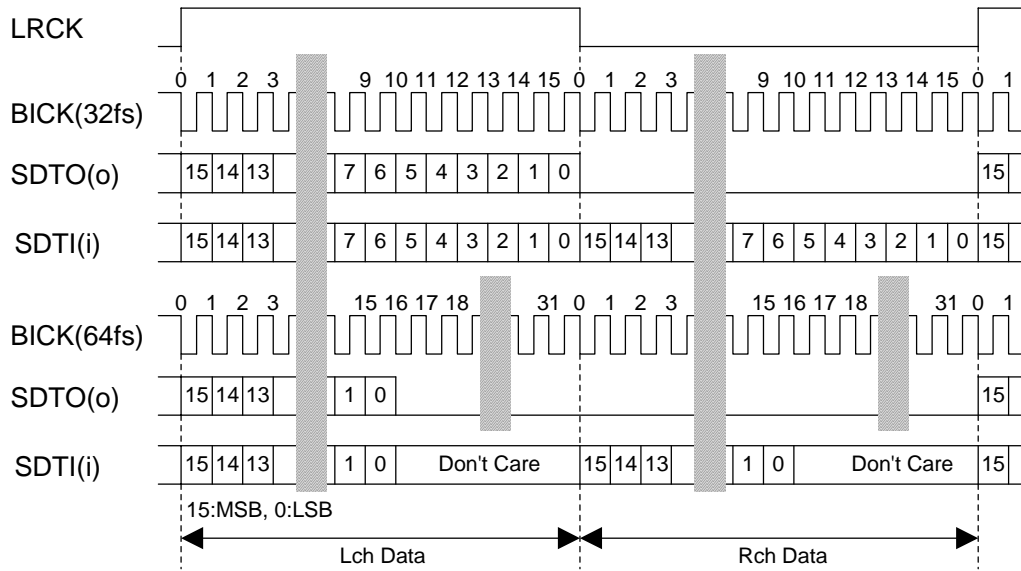 LRCK
0 1 2 3 9 10 11 12 13 14 15 0 1 2 3 9 10 11 12 13 14 15 0 1
BICK(32fs)
SDTO(o) 15 14 13 7 6 5 4 3 2 1 0 15
SDTI(i) 15 14 13 7 6 5 4 3 2 1 0 15 14 13 7 6 5 4 3 2 1 0 15
0 1 2 3 15 16 17 18 31 0 1 2 3 15 16 17 18 31 0 1
BICK(64fs)
SDTO(o) 15 14 13 1 0 15
SDTI(i) 15 14 13 1 0 Don't Care 15 14 13 1 0 Don't Care 15
15:MSB, 0:LSB
Lch Data Rch Data